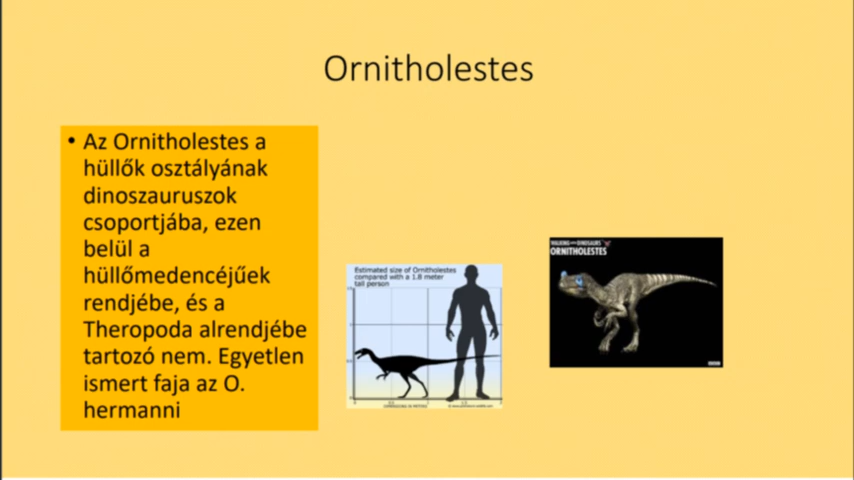 Ornitholestes
• Az Ornitholestes a
hüllők osztályának
dinoszauruszok
csoportjába, ezen
belül a
hüllőmedencéjűek
rendjébe, és a
Theropoda alrendjébe
tartozó nem. Egyetlen
ismert faja az O.
hermanni
Estimated size of Ornitholestes
compared with a 1.8 meter
tall person
WALKING WITH DINOSAURS
ORNITHOLESTES